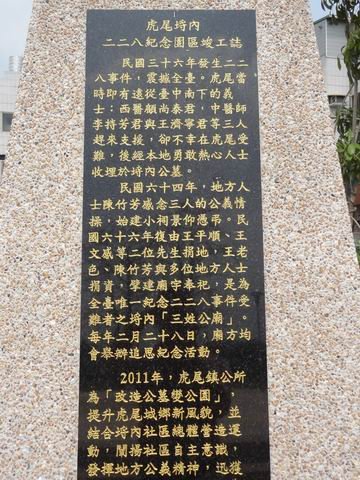 虎尾埒內
二二八紀念園區竣工誌
民國三十六年發生二二
八事件，震撼全臺。虎尾當
時即有遠從臺中南下的義
士：西醫顧尚泰君，中醫師
李持芳君與王濟寧君等三人
趕來支援，卻不幸在虎尾受
難，後經本地勇敢熱心人士
收埋於埒內公墓。
民國六十四年，地方人
士陳竹芳感念三人的公義情
操，始建小祠景仰憑弔。民
國六十六年復由王平順、王
文感等二位先生捐地，王老
色、陳竹芳與多位地方人士
捐資，擘建廟宇奉祀，是為
全臺唯一紀念二二八事件受
難者之埒內「三姓公廟」。
每年二月二十八日，廟方均
會舉辦追思紀念活動。
2011年，虎尾鎮公所
為「改造公墓變公園」，
提升虎尾城鄉新風貌，並
結合埒內社區總體營造運
動，闡揚社區自主意識，
發揮地方公義精神，迅獲